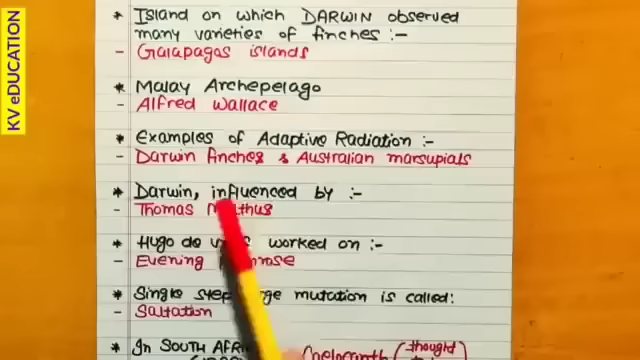 KV eDUCATION
* Island on which DARWIN observed
many varieties of finches :-
- Galapagos islands
* Malay Archepelago
- Alfred Wallace
* Examples of Adaptive Radiation :-
- Darwin finches & Australian marsupials
* Darwin, influenced by :-
- Thomas
* Hugo de worked on :-
- Evening
* Single mutation is called:
- Saltation
* In SOUTH
Coelocanth (thought